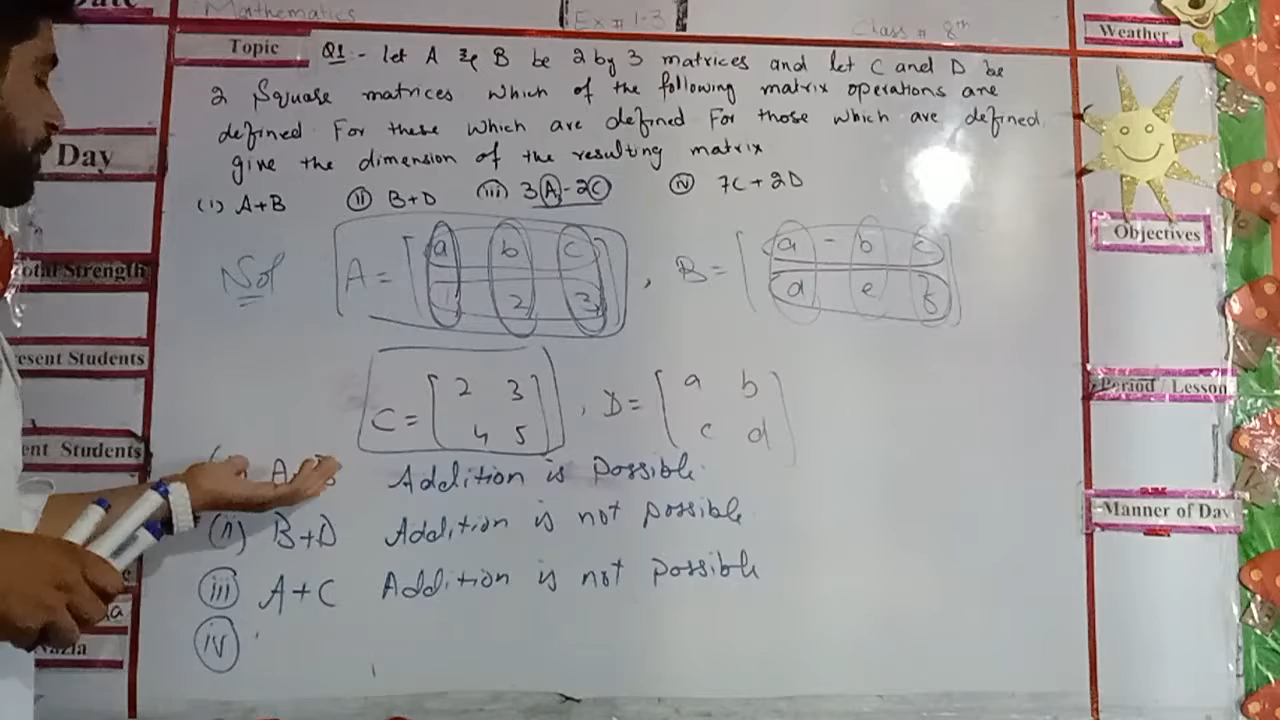 Mathematics
Ex # 1-3
Class # 8th
Weather
Topic
Q1:- let A & B be 2 by 3 matrices and let C and D be
2 Square matrices which of the following matrix operations are
defined For these which are defined For those which are defined.
give the dimension of the resulting matrix
(i) A+B (ii) B+D (iii) 3A-2C (iv) 7C+2D
Day
Objectives
otal Strength
Sol
A = [ a b c
1 2 3 ] , B = [ a - b c
d e f ]
esent Students
Period / Lesson
C = [ 2 3
4 5 ] , D = [ a b
c d ]
ent Students
Addition is possible.
(ii) B+D Addition is not possible
Manner of Day
(iii) A+C Addition is not possible
(iv)
Nazia